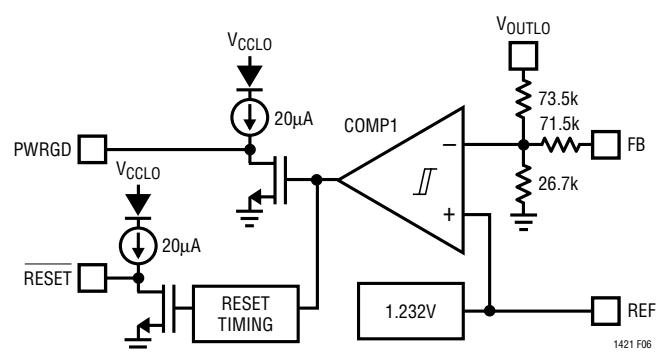 VCCLO
VOUTLO
20µA
COMP1
73.5k
71.5k
PWRGD
−
FB
VCCLO
26.7k
+
20µA
RESET
RESET
TIMING
1.232V
REF
1421 F06